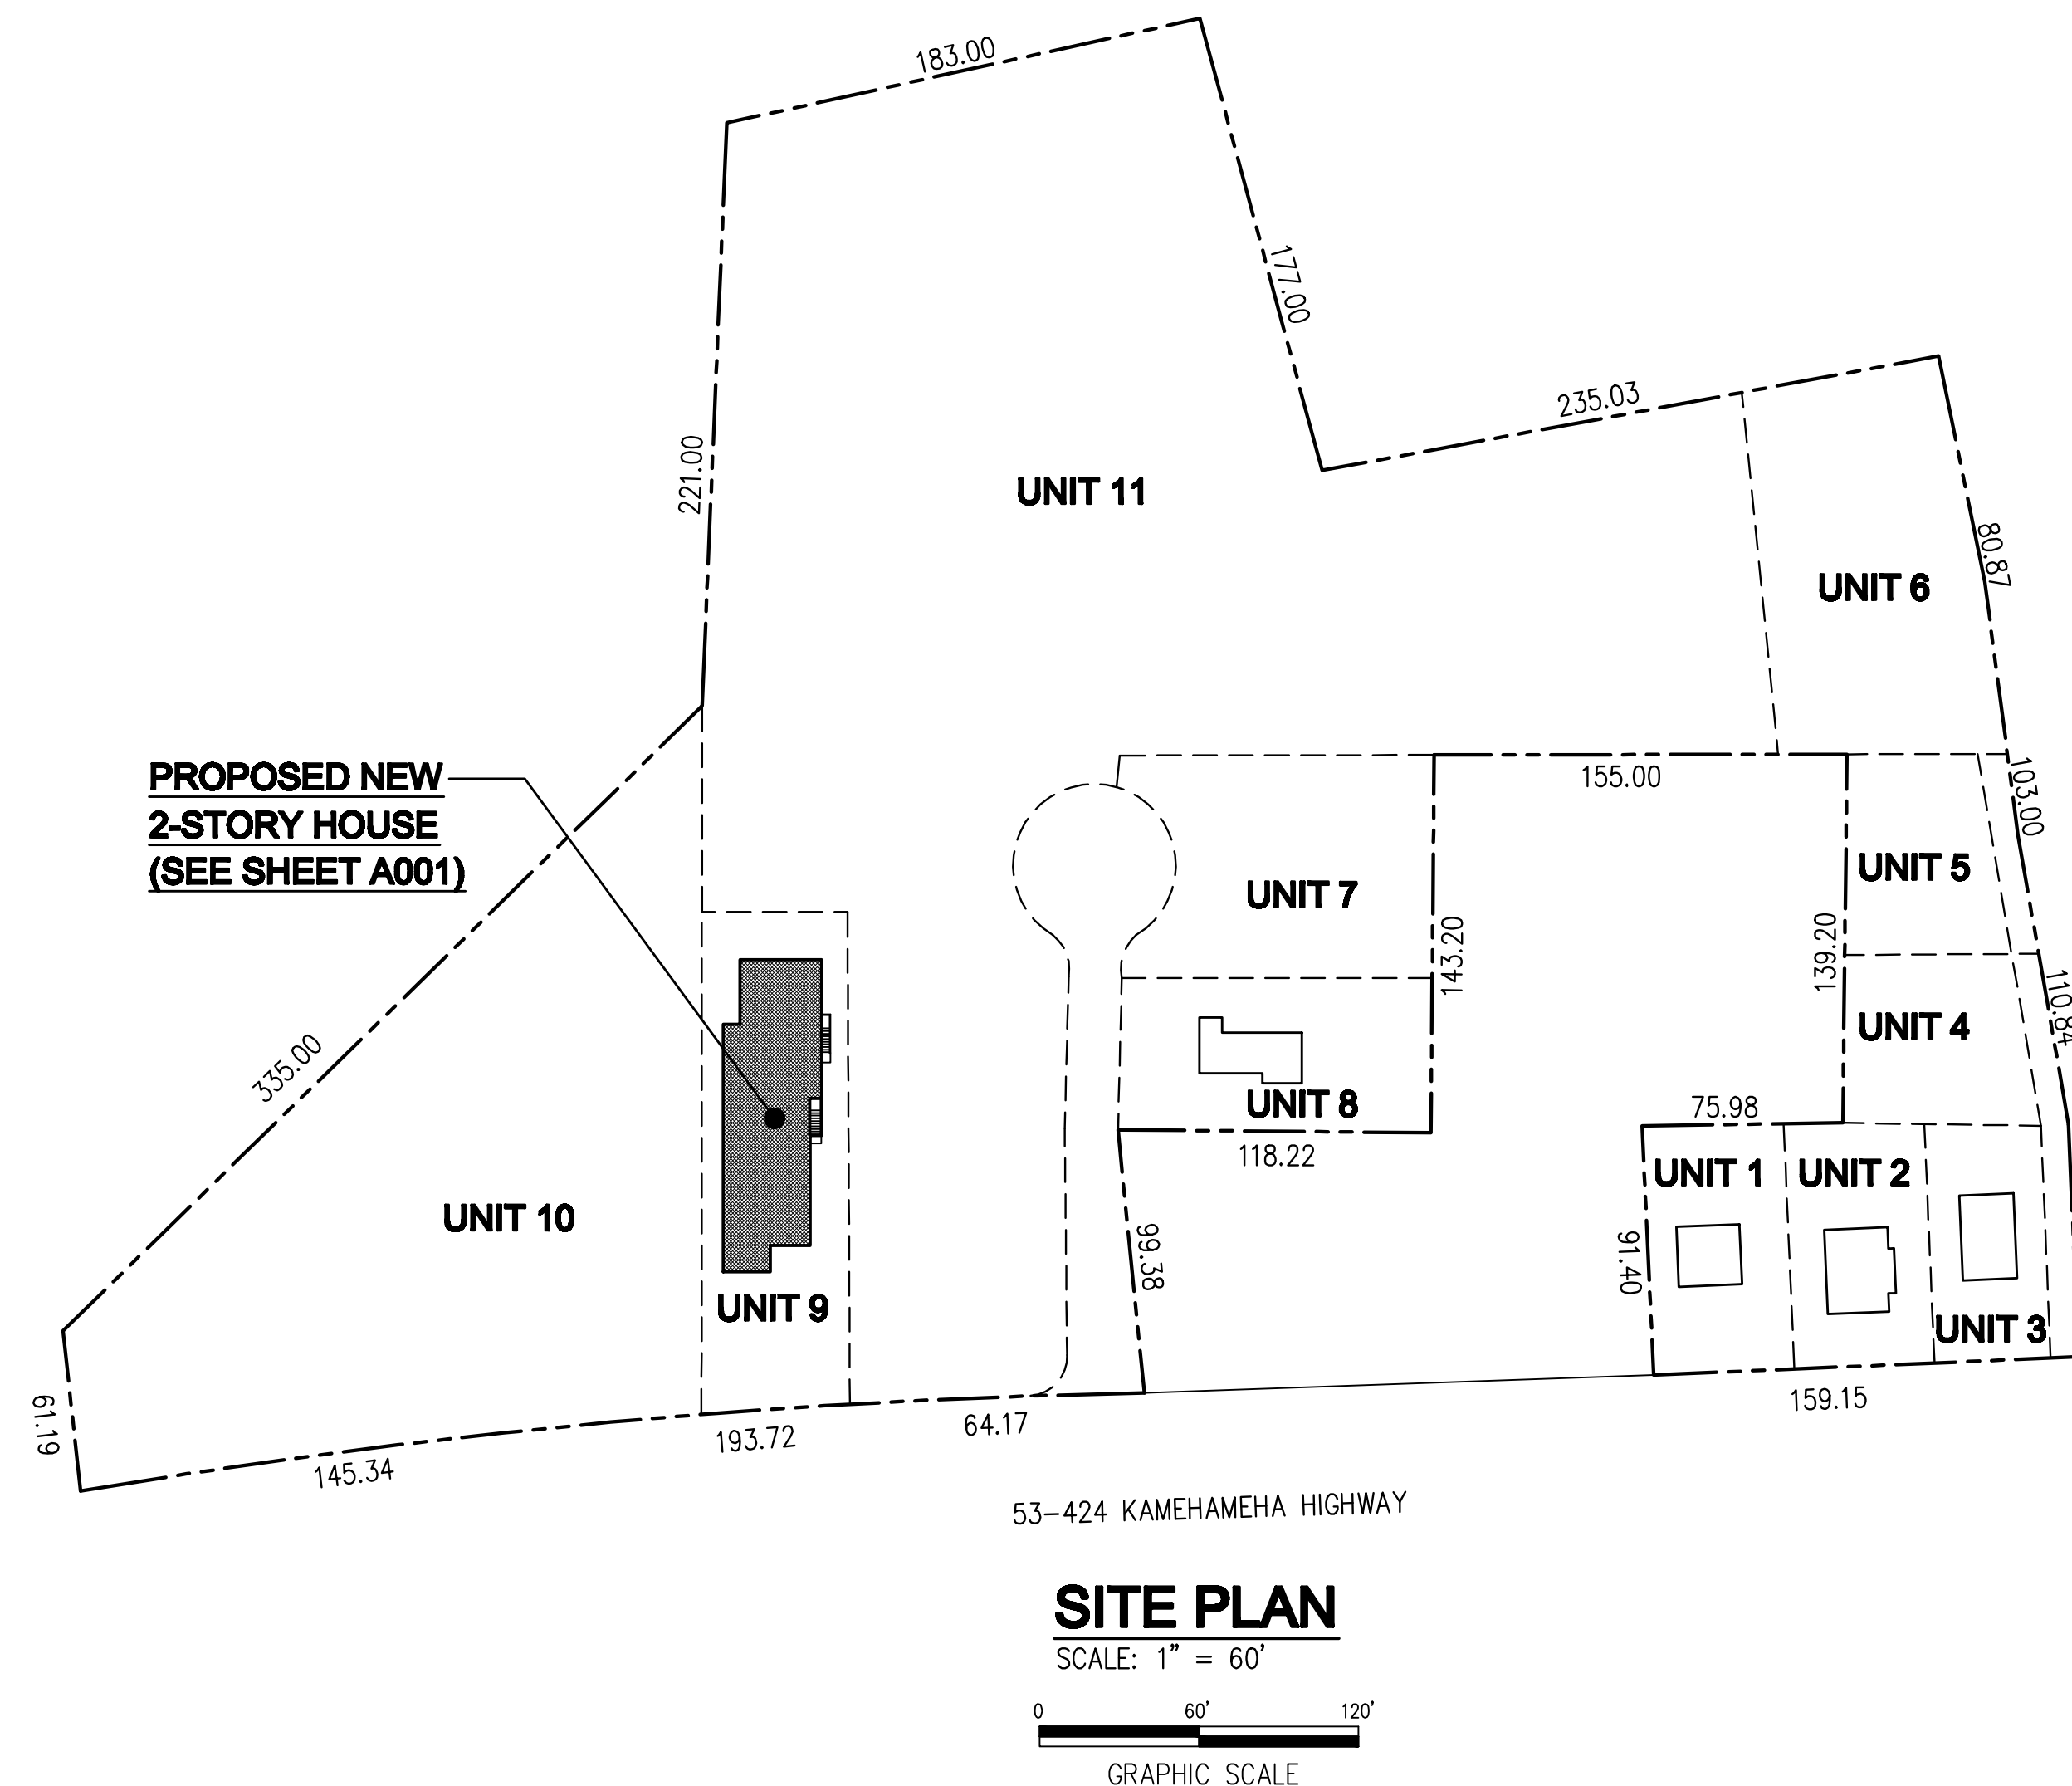 183.00
177.00
235.03
221.00
UNIT 11
80.87
UNIT 6
PROPOSED NEW
2-STORY HOUSE
(SEE SHEET A001)
155.00
103.00
UNIT 5
UNIT 7
143.20
139.20
110.84
UNIT 4
335.00
UNIT 8
75.98
118.22
UNIT 1
UNIT 2
UNIT 10
99.38
91.40
UNIT 9
UNIT 3
61.19
159.15
193.72
64.17
145.34
53-424 KAMEHAMEHA HIGHWAY
SITE PLAN
SCALE: 1" = 60'
0 60' 120'
GRAPHIC SCALE